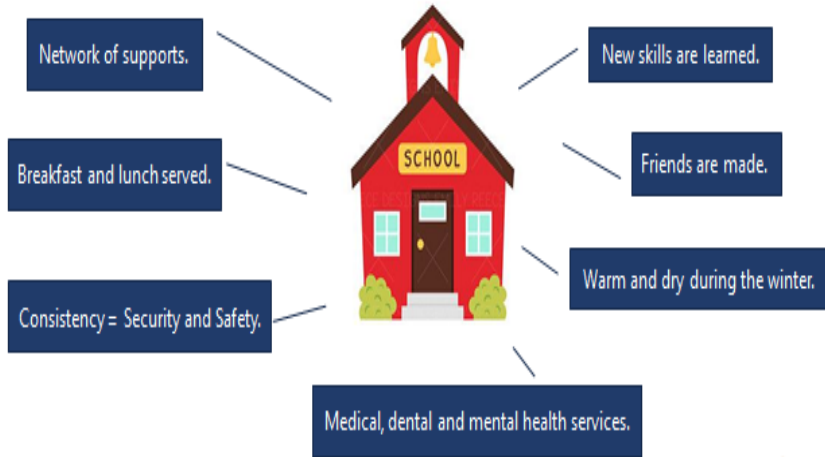 Network of supports.
New skills are learned.
SCHOOL
Breakfast and lunch served.
Friends are made.
Warm and dry during the winter.
Consistency = Security and Safety.
Medical, dental and mental health services.